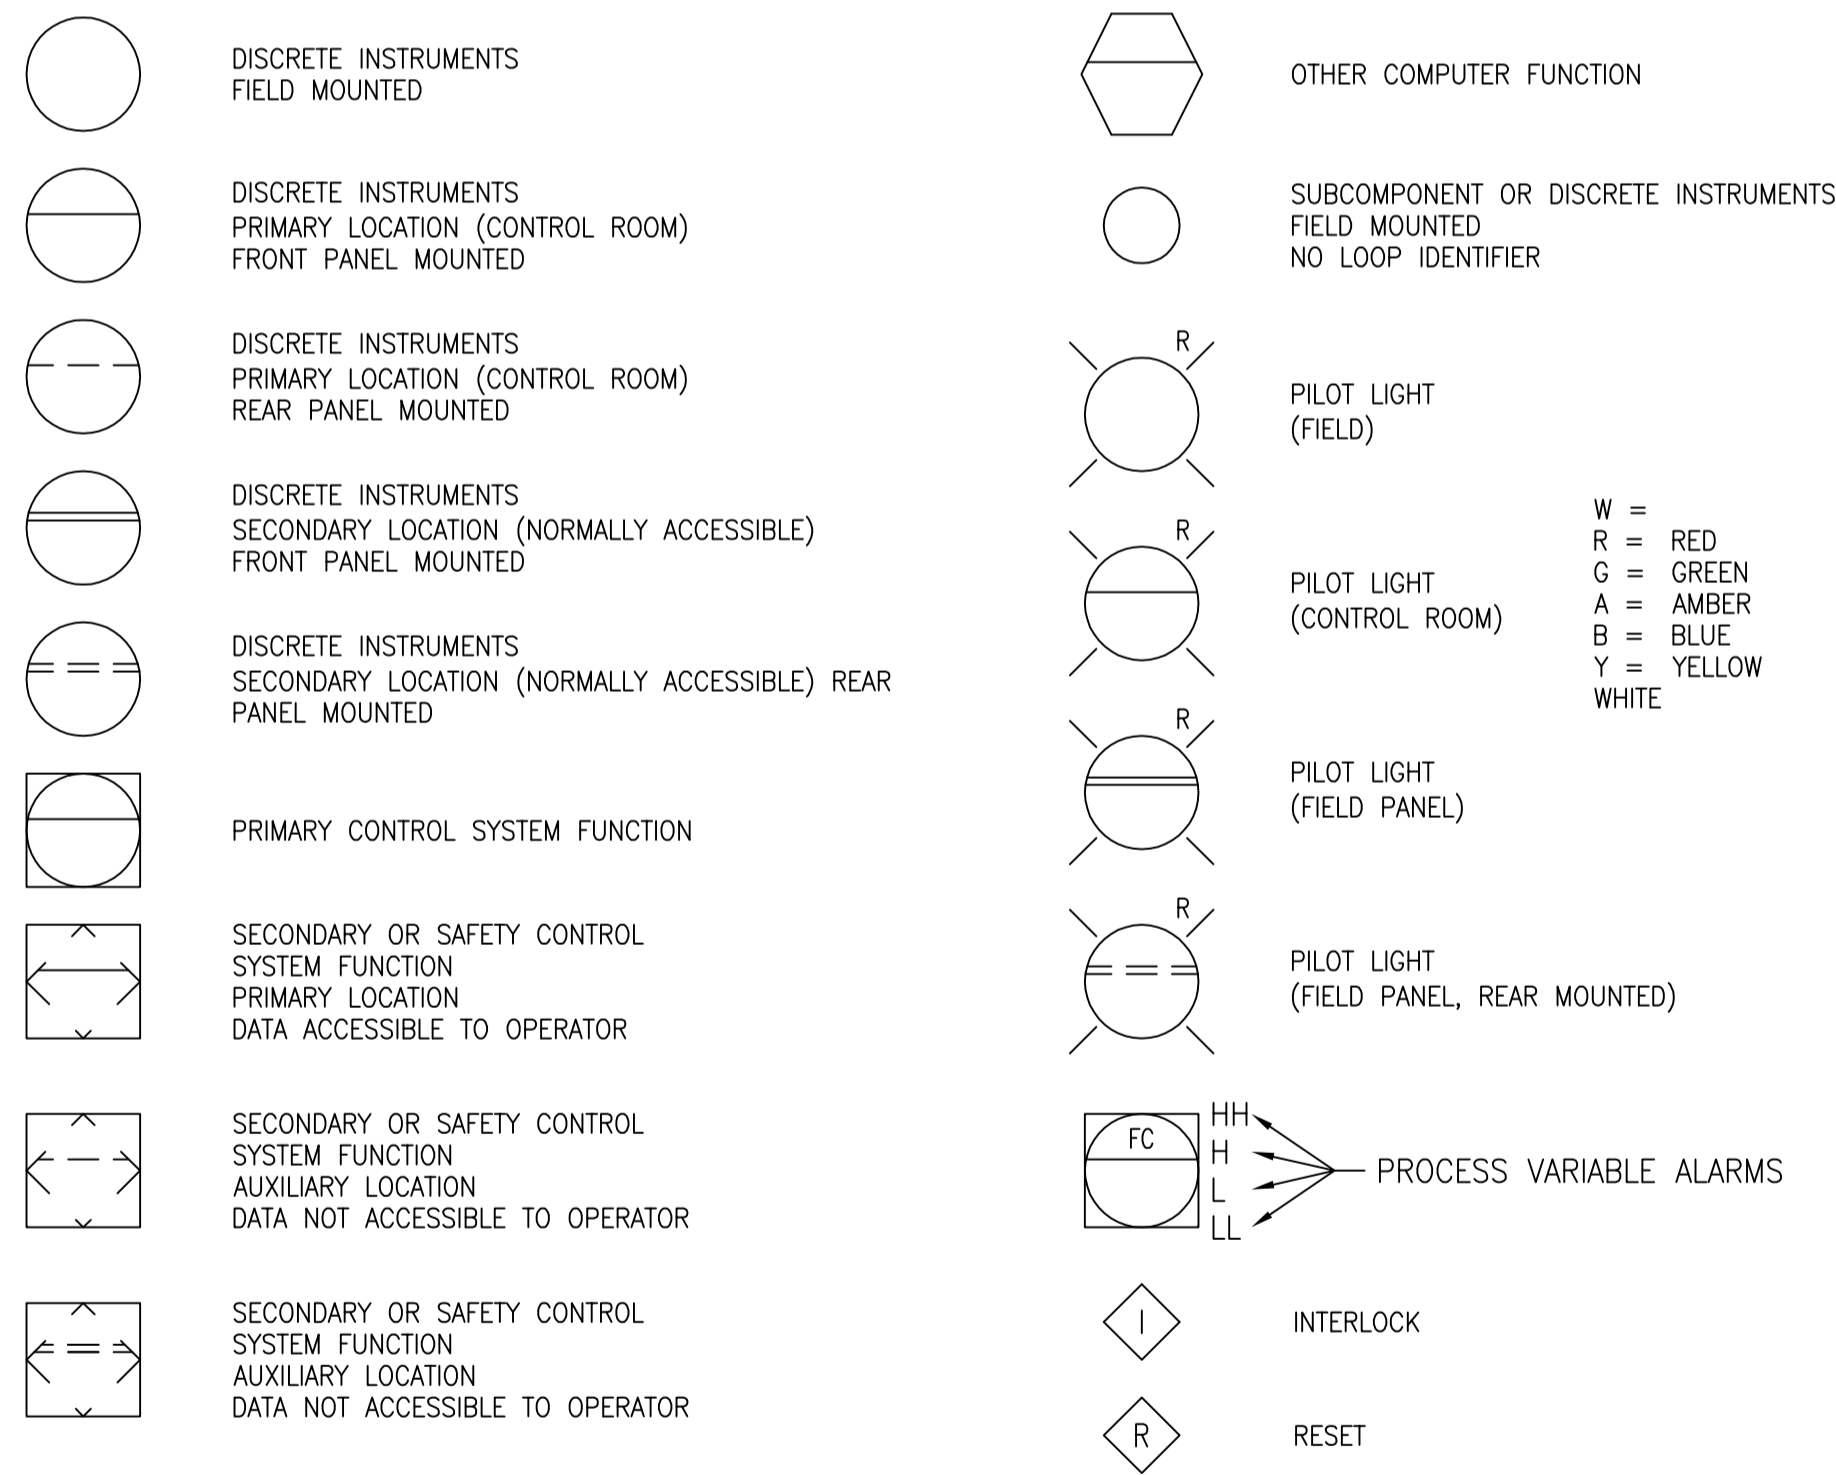 DISCRETE INSTRUMENTS
FIELD MOUNTED
DISCRETE INSTRUMENTS
PRIMARY LOCATION (CONTROL ROOM)
FRONT PANEL MOUNTED
DISCRETE INSTRUMENTS
PRIMARY LOCATION (CONTROL ROOM)
REAR PANEL MOUNTED
DISCRETE INSTRUMENTS
SECONDARY LOCATION (NORMALLY ACCESSIBLE)
FRONT PANEL MOUNTED
DISCRETE INSTRUMENTS
SECONDARY LOCATION (NORMALLY ACCESSIBLE) REAR
PANEL MOUNTED
PRIMARY CONTROL SYSTEM FUNCTION
SECONDARY OR SAFETY CONTROL
SYSTEM FUNCTION
PRIMARY LOCATION
DATA ACCESSIBLE TO OPERATOR
SECONDARY OR SAFETY CONTROL
SYSTEM FUNCTION
AUXILIARY LOCATION
DATA NOT ACCESSIBLE TO OPERATOR
SECONDARY OR SAFETY CONTROL
SYSTEM FUNCTION
AUXILIARY LOCATION
DATA NOT ACCESSIBLE TO OPERATOR
OTHER COMPUTER FUNCTION
SUBCOMPONENT OR DISCRETE INSTRUMENTS
FIELD MOUNTED
NO LOOP IDENTIFIER
R
PILOT LIGHT
(FIELD)
R
PILOT LIGHT
(CONTROL ROOM)
W =
R = RED
G = GREEN
A = AMBER
B = BLUE
Y = YELLOW
WHITE
R
PILOT LIGHT
(FIELD PANEL)
R
PILOT LIGHT
(FIELD PANEL, REAR MOUNTED)
FC
HH
H
L
LL
PROCESS VARIABLE ALARMS
I
INTERLOCK
R
RESET